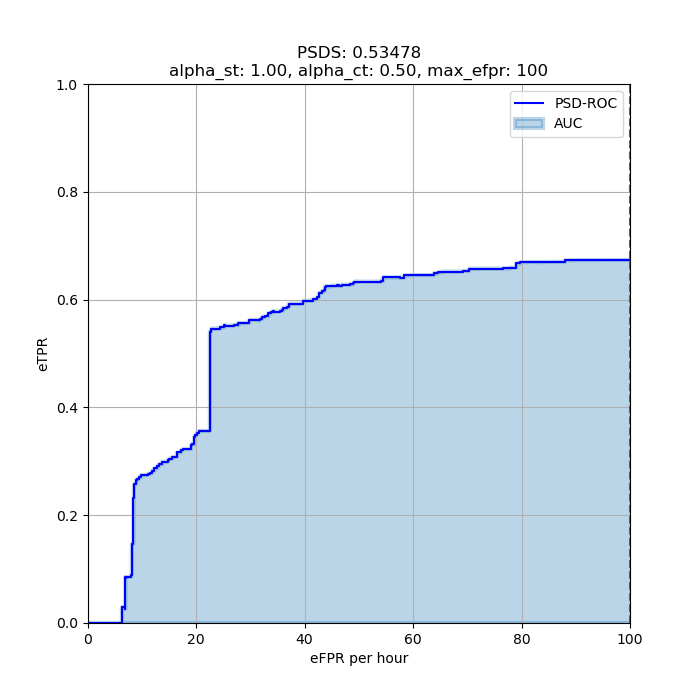 PSDS: 0.53478
alpha_st: 1.00, alpha_ct: 0.50, max_efpr: 100
PSD-ROC
AUC
1.0
0.8
0.6
0.4
0.2
0.0
eTPR
0 20 40 60 80 100
eFPR per hour